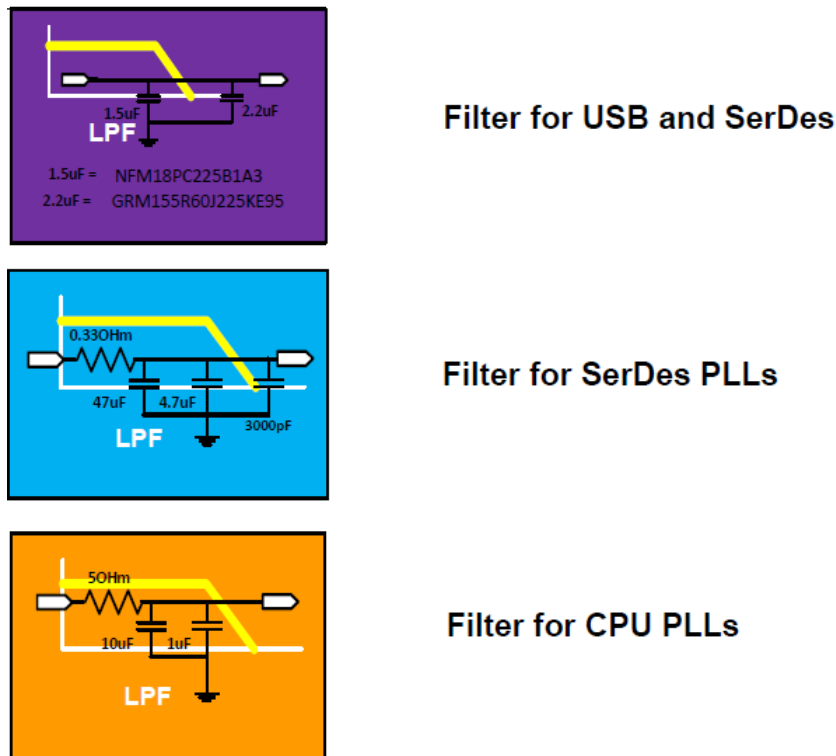 1.5uF
2.2uF
LPF
1.5uF = NFM18PC225B1A3
2.2uF = GRM155R60J225KE95
Filter for USB and SerDes
0.33OHm
47uF
4.7uF
3000pF
LPF
Filter for SerDes PLLs
5OHm
10uF
1uF
LPF
Filter for CPU PLLs